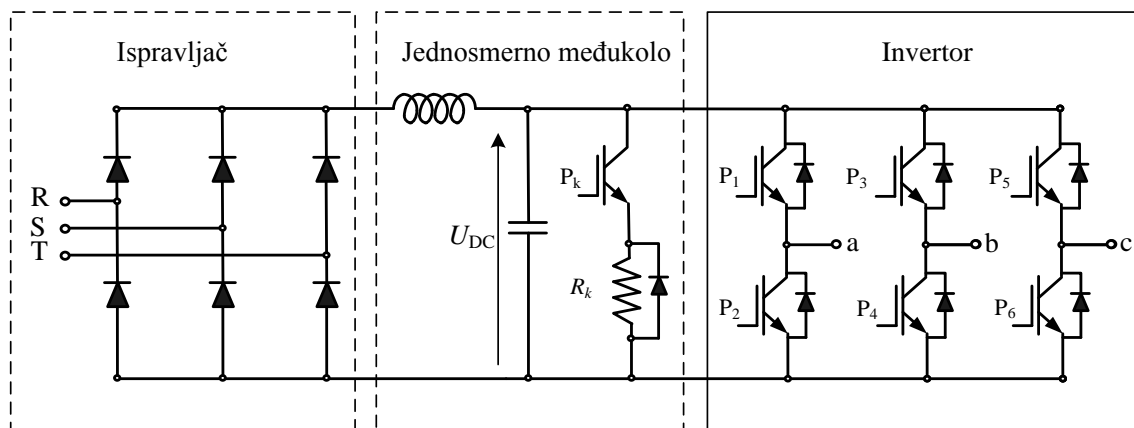 Ispravljač
Jednosmerno međukolo
Invertor
R
S
T
U_DC
P_k
R_k
P_1
P_3
P_5
a
b
c
P_2
P_4
P_6